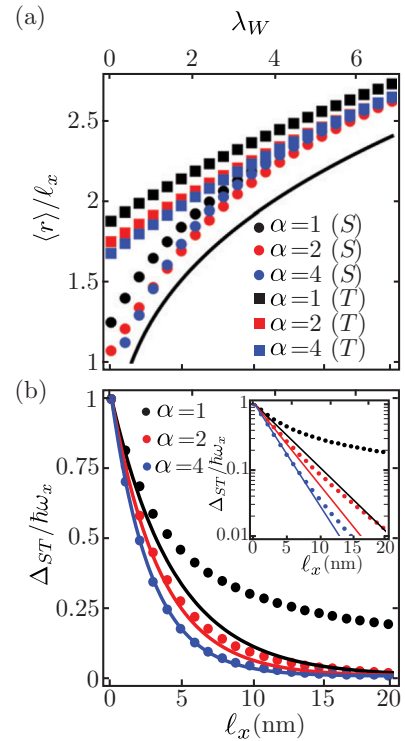 (a)
λ_W
0 2 4 6
⟨r⟩/ℓ_x
2.5
2
1.5
1
α=1 (S)
α=2 (S)
α=4 (S)
α=1 (T)
α=2 (T)
α=4 (T)
(b)
Δ_ST/ℏω_x
1
0.75
0.5
0.25
0
α=1
α=2
α=4
Δ_ST/ℏω_x
1
0.1
0.01
0 5 10 15 20
ℓ_x(nm)
0 5 10 15 20
ℓ_x(nm)